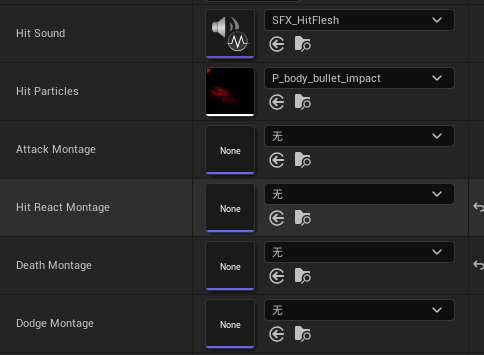 Hit Sound
SFX_HitFlesh
Hit Particles
P_body_bullet_impact
Attack Montage
None
无
Hit React Montage
None
无
Death Montage
None
无
Dodge Montage
None
无